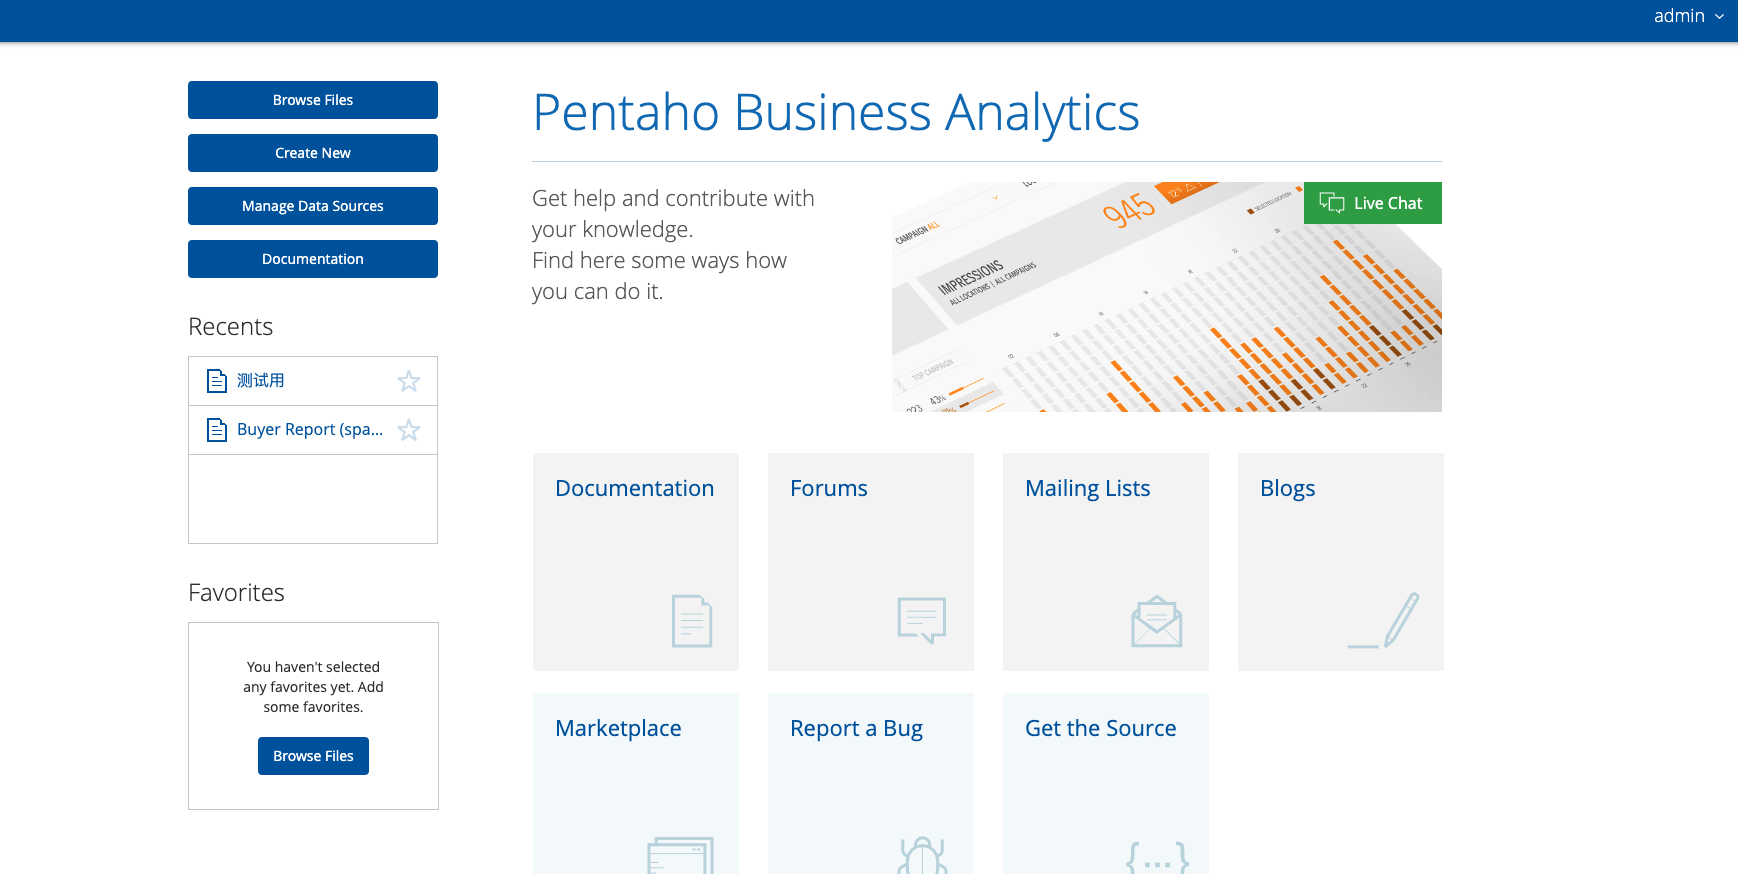 admin
Browse Files
Create New
Manage Data Sources
Documentation
Recents
测试用
Buyer Report (spa...
Favorites
You haven't selected
any favorites yet. Add
some favorites.
Browse Files
Pentaho Business Analytics
Get help and contribute with
your knowledge.
Find here some ways how
you can do it.
CAMPAIGN ALL
945
12%
SELECTED LOCATION
IMPRESSIONS
ALL LOCATIONS | ALL CAMPAIGNS
TOP CAMPAIGN
43%
Live Chat
Documentation
Forums
Mailing Lists
Blogs
Marketplace
Report a Bug
Get the Source